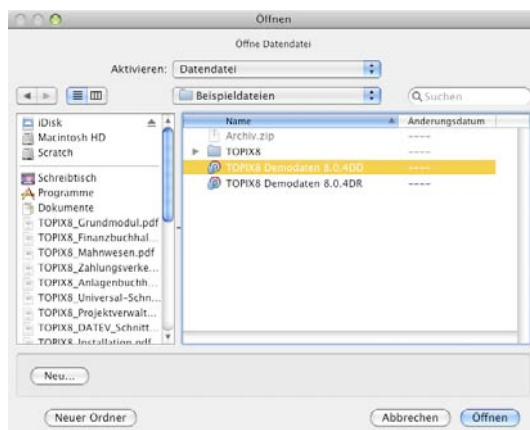 Öffnen
Öffne Datendatei
Aktivieren: Datendatei
Beispieldateien
Suchen
iDisk
Macintosh HD
Scratch
Schreibtisch
Programme
Dokumente
TOPIX8_Grundmodul.pdf
TOPIX8_Finanzbuchhal...
TOPIX8_Mahnwesen.pdf
TOPIX8_Zahlungsverke...
TOPIX8_Anlagenbuchh...
TOPIX8_Universal-Schn...
TOPIX8_Projektverwalt...
TOPIX8_DATEV_Schnitt...
TOPIX8_Installation.pdf
Name Änderungsdatum
Archiv.zip ----
TOPIX8 ----
TOPIX8 Demodaten 8.0.4DD ----
TOPIX8 Demodaten 8.0.4DR ----
Neu...
Neuer Ordner Abbrechen Öffnen